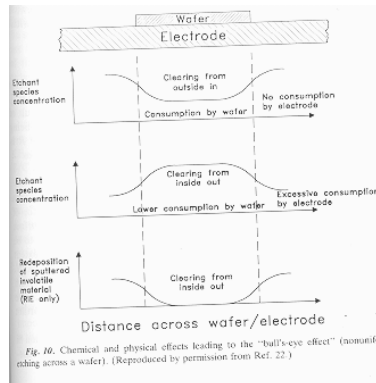 Wafer
Electrode
Etchant
species
concentration
Clearing from
outside in
No consumption
by electrode
Consumption by wafer
Etchant
species
concentration
Clearing from
inside out
Excessive consumption
by electrode
Lower consumption by wafer
Redeposition
of sputtered
involatile
material
(RIE only)
Clearing from
inside out
Distance across wafer/electrode
Fig. 10. Chemical and physical effects leading to the "bull's-eye effect" (nonunif
ching across a wafer). (Reproduced by permission from Ref. 22.)